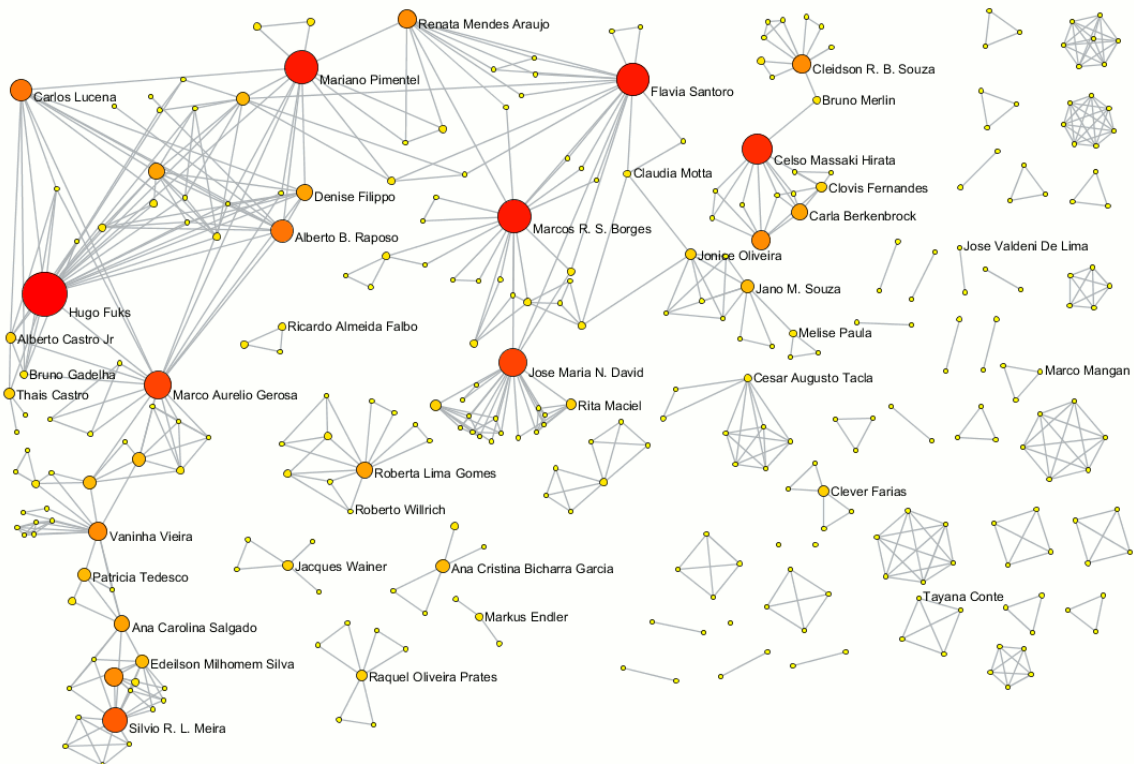 Renata Mendes Araujo
Mariano Pimentel
Cleidson R. B. Souza
Flavia Santoro
Carlos Lucena
Bruno Merlin
Celso Massaki Hirata
Claudia Motta
Clovis Fernandes
Denise Filippo
Carla Berkenbrock
Marcos R. S. Borges
Alberto B. Raposo
Jose Valdeni De Lima
Jonice Oliveira
Jano M. Souza
Hugo Fuks
Ricardo Almeida Falbo
Melise Paula
Alberto Castro Jr
Marco Mangan
Bruno Gadelha
Jose Maria N. David
Cesar Augusto Tacla
Thais Castro
Marco Aurelio Gerosa
Rita Maciel
Roberta Lima Gomes
Clever Farias
Roberto Willrich
Vaninha Vieira
Jacques Wainer
Ana Cristina Bicharra Garcia
Patricia Tedesco
Tayana Conte
Markus Endler
Ana Carolina Salgado
Edeilson Milhomem Silva
Raquel Oliveira Prates
Silvio R. L. Meira